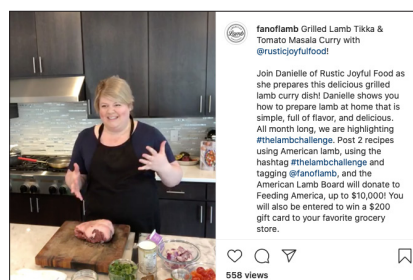 fanoflamb Grilled Lamb Tikka &
Tomato Masala Curry with
@rusticjoyfulfood!
Join Danielle of Rustic Joyful Food as
she prepares this delicious grilled
lamb curry dish! Danielle shows you
how to prepare lamb at home that is
simple, full of flavor, and delicious.
All month long, we are highlighting
#thelambchallenge. Post 2 recipes
using American lamb, using the
hashtag #thelambchallenge and
tagging @fanoflamb, and the
American Lamb Board will donate to
Feeding America, up to $10,000! You
will also be entered to win a $200
gift card to your favorite grocery
store.
558 views